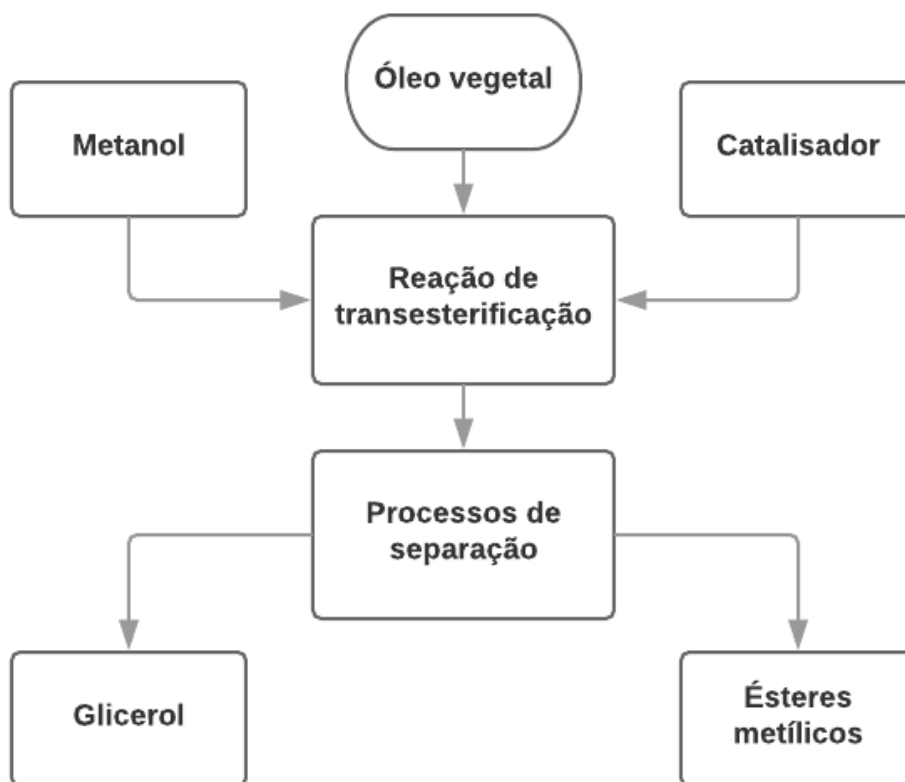 Óleo vegetal
Metanol
Catalisador
Reação de
transesterificação
Processos de
separação
Glicerol
Ésteres
metílicos